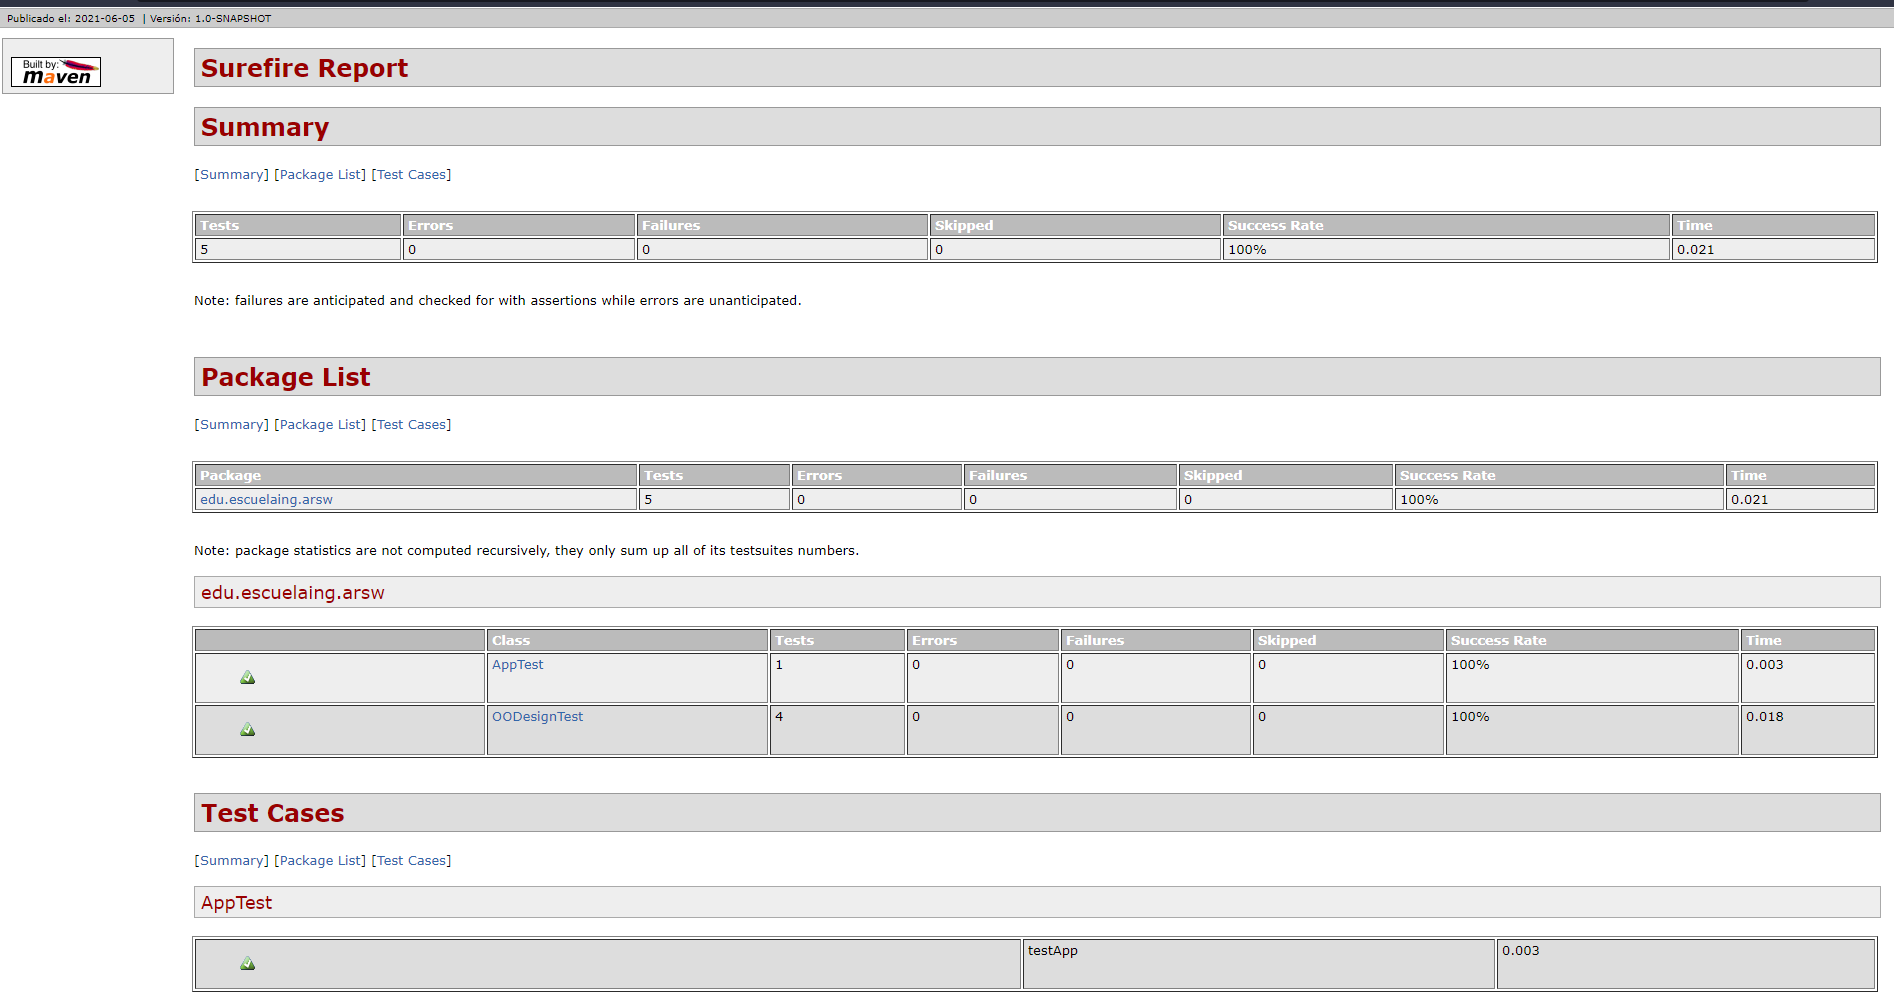 Publicado el: 2021-06-05 | Versión: 1.0-SNAPSHOT
Built by:
maven
Surefire Report
Summary
[Summary] [Package List] [Test Cases]
Tests Errors Failures Skipped Success Rate Time
5 0 0 0 100% 0.021
Note: failures are anticipated and checked for with assertions while errors are unanticipated.
Package List
[Summary] [Package List] [Test Cases]
Package Tests Errors Failures Skipped Success Rate Time
edu.escuelaing.arsw 5 0 0 0 100% 0.021
Note: package statistics are not computed recursively, they only sum up all of its testsuites numbers.
edu.escuelaing.arsw
Class Tests Errors Failures Skipped Success Rate Time
AppTest 1 0 0 0 100% 0.003
OODesignTest 4 0 0 0 100% 0.018
Test Cases
[Summary] [Package List] [Test Cases]
AppTest
testApp 0.003